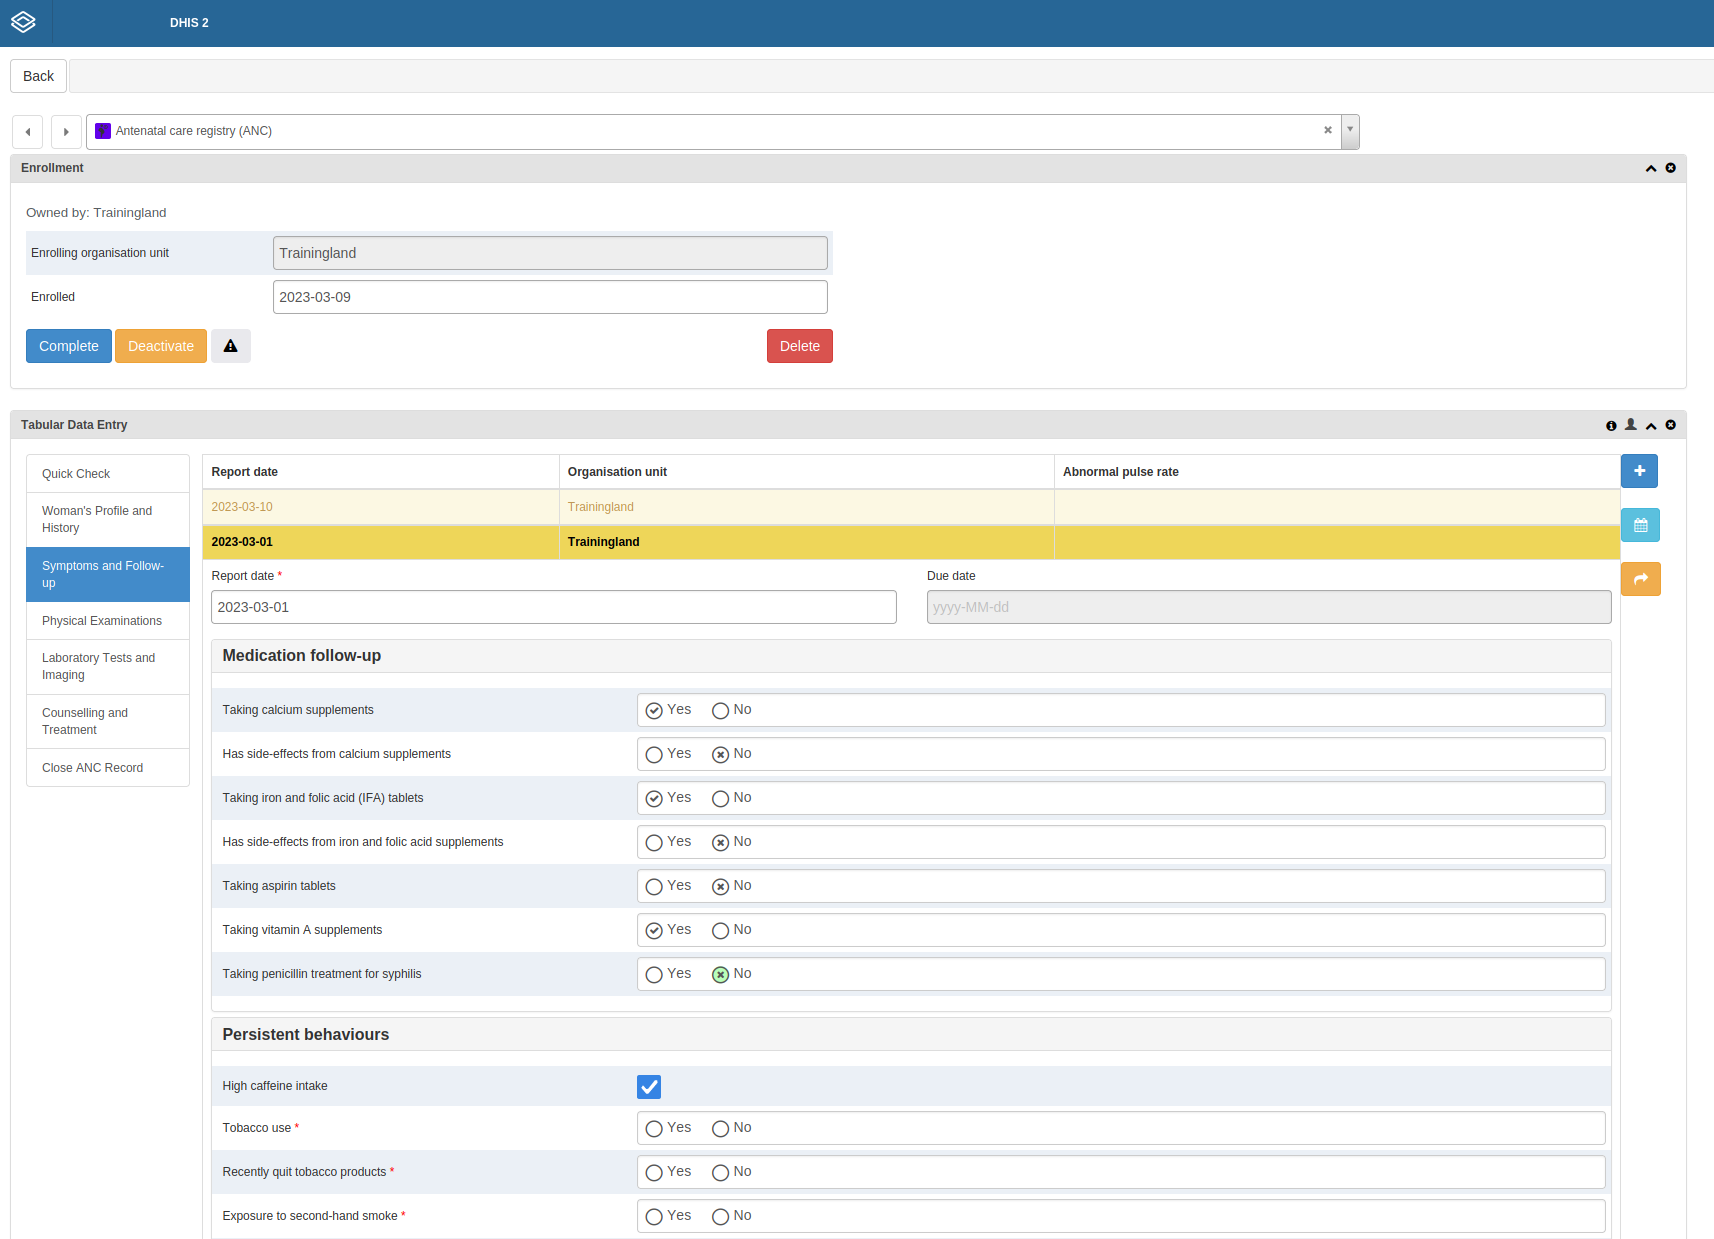 DHIS 2
Back
Antenatal care registry (ANC)
Enrollment
Owned by: Trainingland
Enrolling organisation unit
Trainingland
Enrolled
2023-03-09
Complete
Deactivate
Delete
Tabular Data Entry
Quick Check
Woman's Profile and
History
Symptoms and Follow-
up
Physical Examinations
Laboratory Tests and
Imaging
Counselling and
Treatment
Close ANC Record
Report date Organisation unit Abnormal pulse rate
2023-03-10 Trainingland
2023-03-01 Trainingland
Report date * Due date
2023-03-01 yyyy-MM-dd
Medication follow-up
Taking calcium supplements Yes No
Has side-effects from calcium supplements Yes No
Taking iron and folic acid (IFA) tablets Yes No
Has side-effects from iron and folic acid supplements Yes No
Taking aspirin tablets Yes No
Taking vitamin A supplements Yes No
Taking penicillin treatment for syphilis Yes No
Persistent behaviours
High caffeine intake
Tobacco use * Yes No
Recently quit tobacco products * Yes No
Exposure to second-hand smoke * Yes No